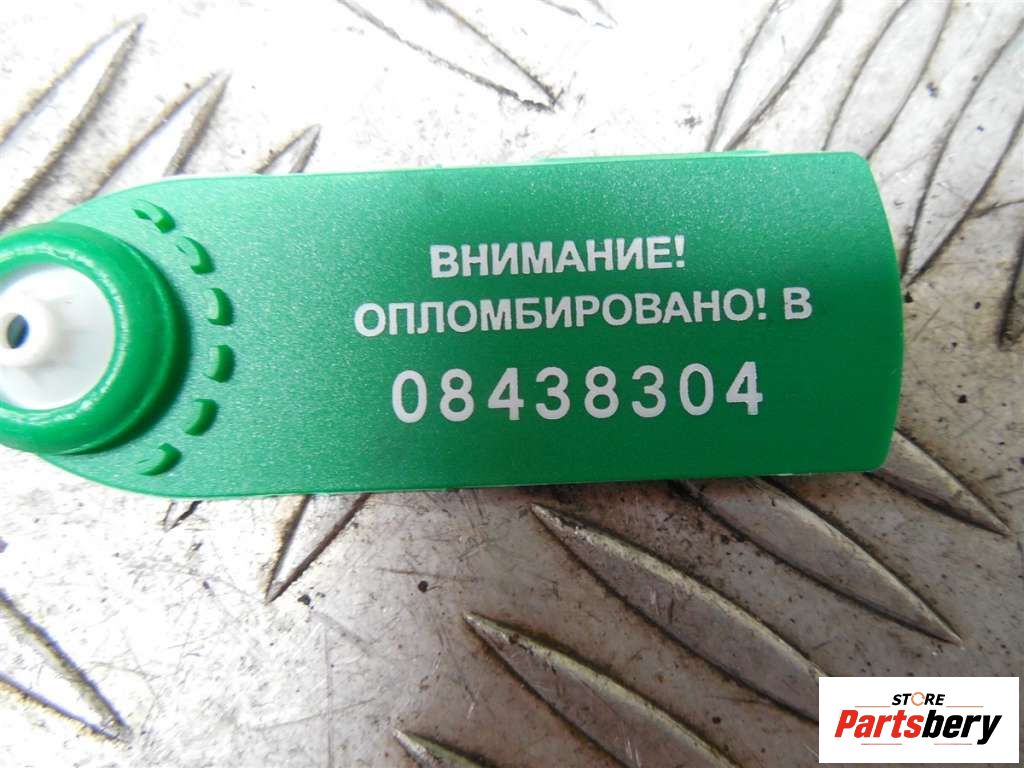 ВНИМАНИЕ!
ОПЛОМБИРОВАНО! В
08438304
STORE
Partsbery